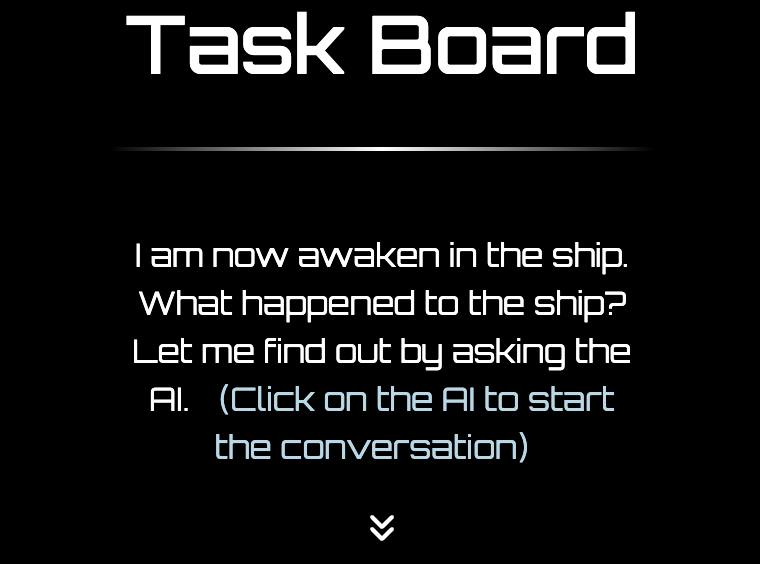 Task Board
I am now awaken in the ship.
What happened to the ship?
Let me find out by asking the
AI. (Click on the AI to start
the conversation)